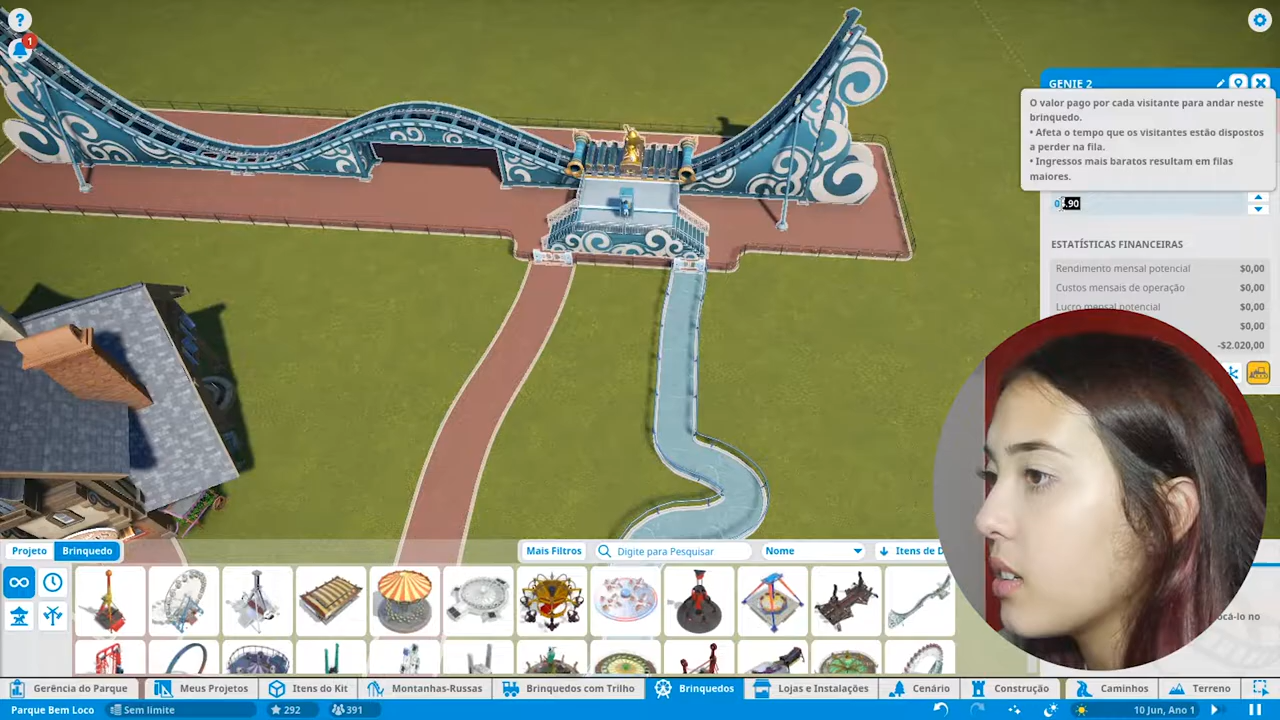 ?
1
GENIE 2
O valor pago por cada visitante para andar neste
brinquedo.
• Afeta o tempo que os visitantes estão dispostos
a perder na fila.
• Ingressos mais baratos resultam em filas
maiores.
ESTATÍSTICAS FINANCEIRAS
Rendimento mensal potencial $0,00
Custos mensais de operação $0,00
Lucro mensal potencial $0,00
$0,00
-$2.020,00
Projeto Brinquedo Mais Filtros Digite para Pesquisar Nome Itens de D
Gerência do Parque Meus Projetos Itens do Kit Montanhas-Russas Brinquedos com Trilho Brinquedos Lojas e Instalações Cenário Construção Caminhos Terreno
Parque Bem Loco Sem limite 292 391 10 Jun, Ano 1